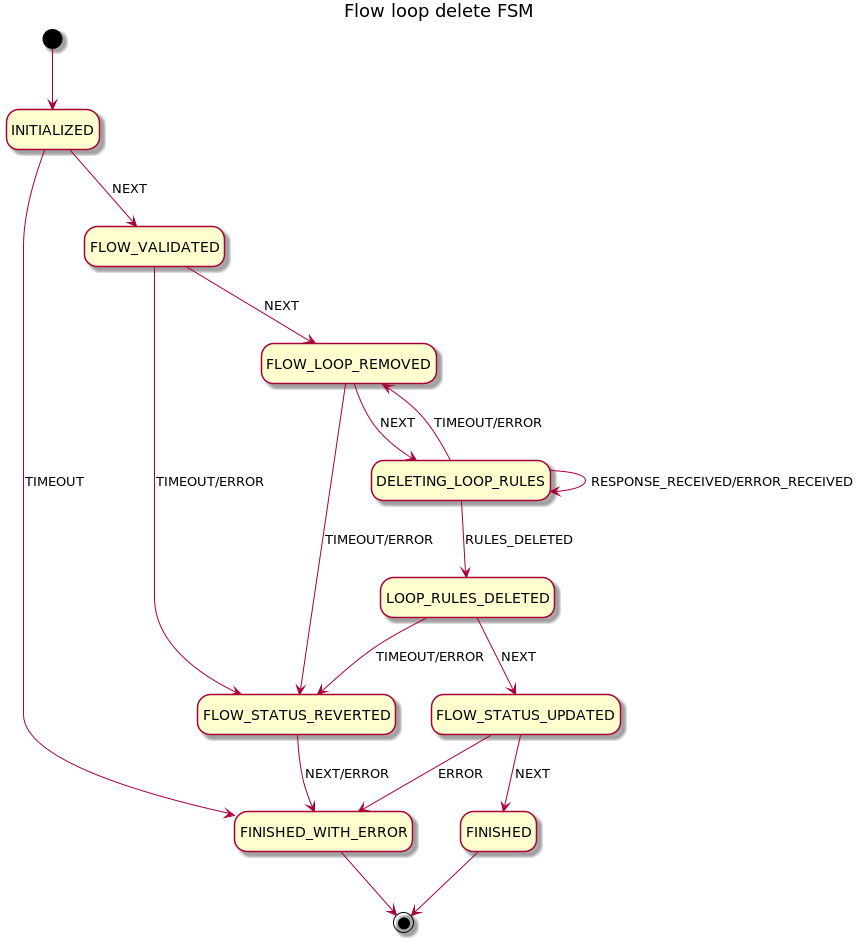 Flow loop delete FSM
INITIALIZED
NEXT
FLOW_VALIDATED
NEXT
FLOW_LOOP_REMOVED
NEXT
TIMEOUT/ERROR
TIMEOUT
TIMEOUT/ERROR
DELETING_LOOP_RULES
RESPONSE_RECEIVED/ERROR_RECEIVED
TIMEOUT/ERROR
RULES_DELETED
LOOP_RULES_DELETED
TIMEOUT/ERROR
NEXT
FLOW_STATUS_REVERTED
FLOW_STATUS_UPDATED
NEXT/ERROR
ERROR
NEXT
FINISHED_WITH_ERROR
FINISHED